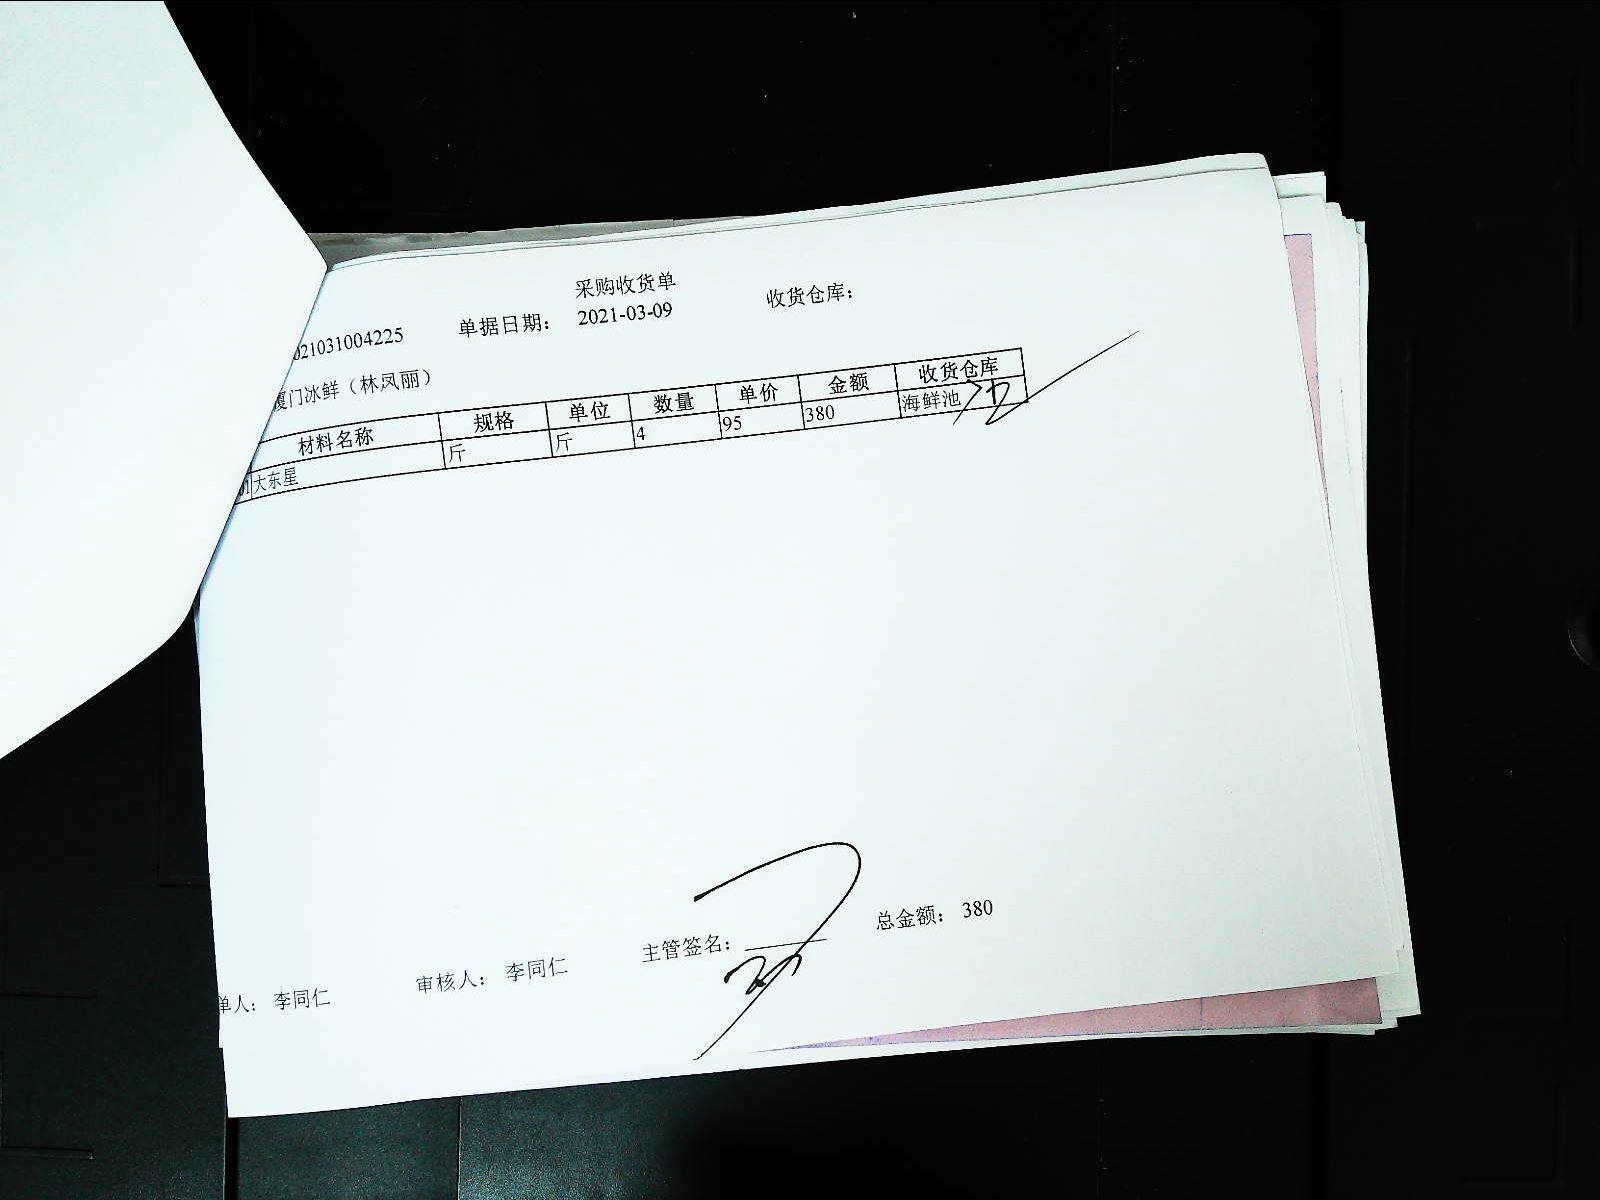 采购收货单
021031004225 单据日期： 2021-03-09 收货仓库：
厦门冰鲜（林凤丽）
材料名称 规格 单位 数量 单价 金额 收货仓库
01 大东星 斤 斤 4 95 380 海鲜池
单人： 李同仁 审核人： 李同仁 主管签名： 总金额： 380